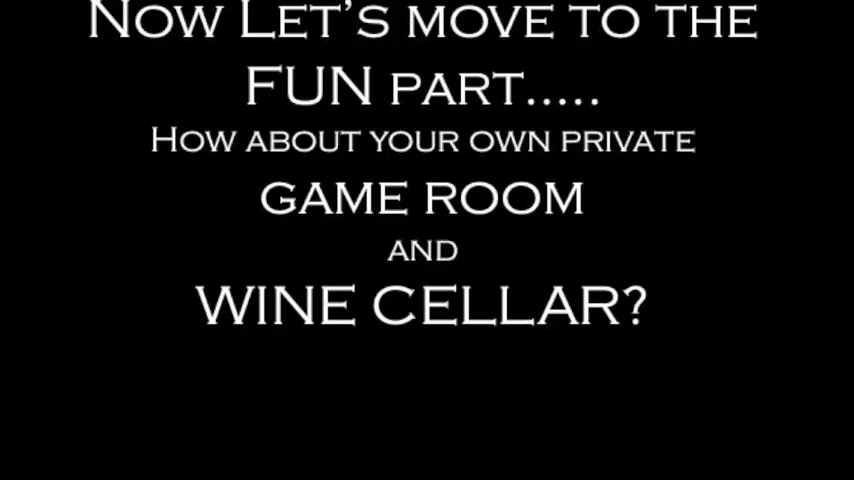 Now Let's move to the
FUN part.....
How about your own private
game room
and
WINE CELLAR?